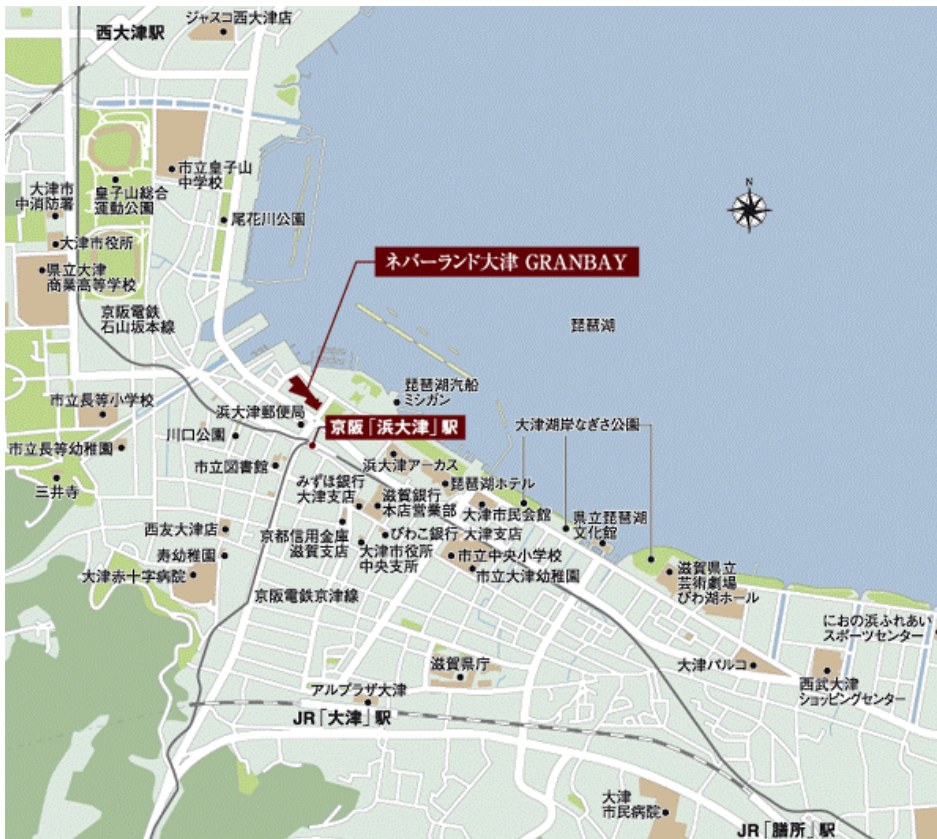 ジャスコ西大津店
西大津駅
市立皇子山
中学校
大津市
中消防署
皇子山総合
運動公園
尾花川公園
大津市役所
県立大津
商業高等学校
京阪電鉄
石山坂本線
N
ネバーランド大津 GRANBAY
琵琶湖
琵琶湖汽船
ミシガン
市立長等小学校
浜大津郵便局
川口公園
京阪「浜大津」駅
大津湖岸なぎさ公園
市立長等幼稚園
市立図書館
三井寺
浜大津アーカス
みずほ銀行
大津支店
滋賀銀行
本店営業部
琵琶湖ホテル
大津市民会館
県立琵琶湖
文化館
西友大津店
京都信用金庫
滋賀支店
びわこ銀行
大津支店
大津市役所
中央支所
寿幼稚園
大津赤十字病院
市立中央小学校
市立大津幼稚園
滋賀県立
芸術劇場
びわ湖ホール
京阪電鉄京津線
におの浜ふれあい
スポーツセンター
滋賀県庁
大津パルコ
西武大津
ショッピングセンター
アルプラザ大津
JR「大津」駅
大津
市民病院
JR「膳所」駅